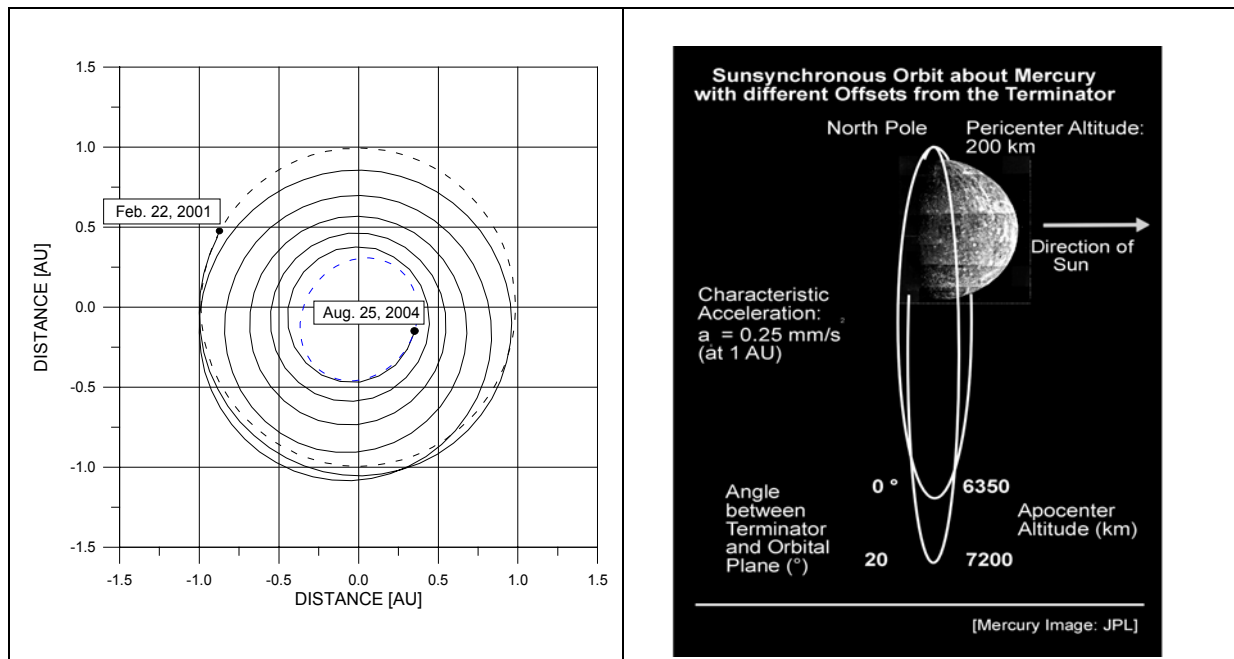 1.5
1.0
0.5
0.0
-0.5
-1.0
-1.5
DISTANCE [AU]
Feb. 22, 2001
Aug. 25, 2004
-1.5
-1.0
-0.5
0.0
0.5
1.0
1.5
DISTANCE [AU]
Sunsynchronous Orbit about Mercury
with different Offsets from the Terminator
North Pole
Pericenter Altitude:
200 km
Direction of
Sun
Characteristic
Acceleration:
a = 0.25 mm/s²
(at 1 AU)
Angle
between
Terminator
and Orbital
Plane (°)
0 °
6350
Apocenter
Altitude (km)
20
7200
[Mercury Image: JPL]